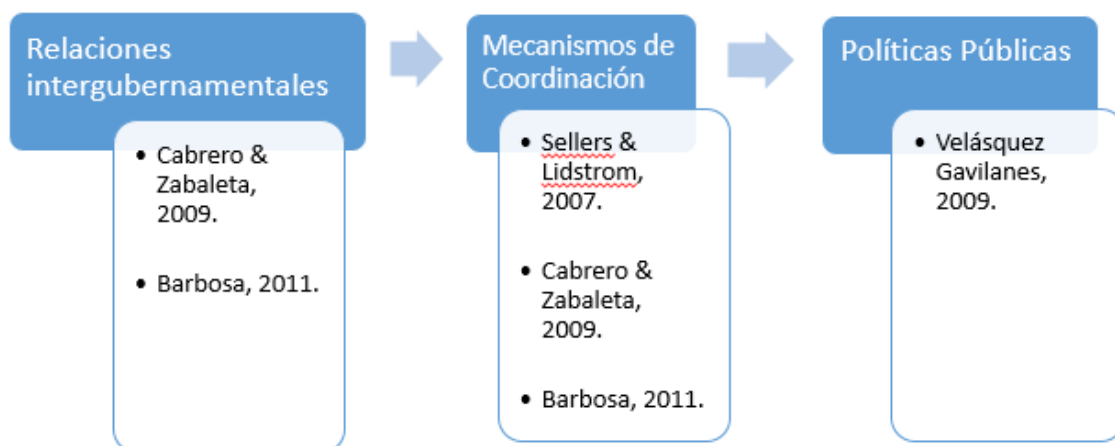 Relaciones
intergubernamentales
• Cabrero &
Zabaleta,
2009.
• Barbosa, 2011.
Mecanismos de
Coordinación
• Sellers &
Lidstrom,
2007.
• Cabrero &
Zabaleta,
2009.
• Barbosa, 2011.
Políticas Públicas
• Velásquez
Gavilanes,
2009.